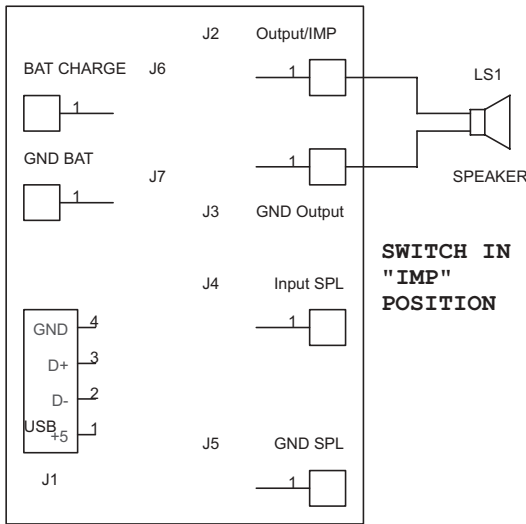 J2 Output/IMP
BAT CHARGE J6
1
LS1
1
GND BAT
1
J7
1
SPEAKER
J3 GND Output
SWITCH IN
"IMP"
POSITION
J4 Input SPL
1
GND 4
D+ 3
D- 2
USB +5 1
J5 GND SPL
J1
1